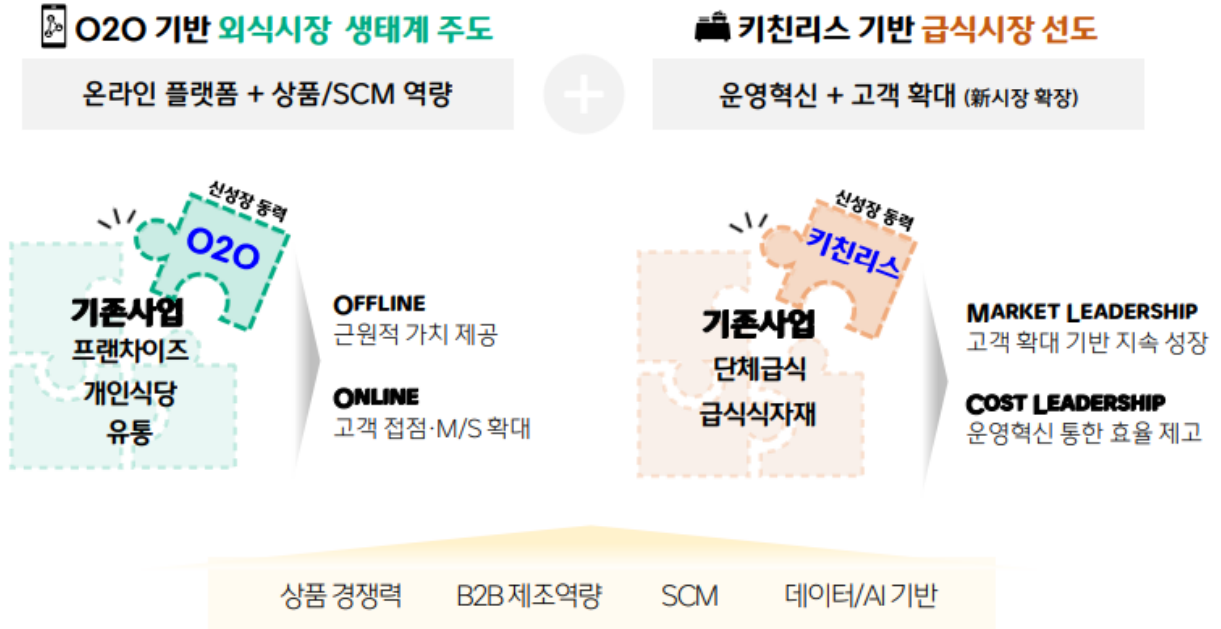 O2O 기반 외식시장 생태계 주도
온라인 플랫폼 + 상품/SCM 역량
신성장 동력
O2O
기존사업
프랜차이즈
개인식당
유통
OFFLINE
근원적 가치 제공
ONLINE
고객 접점·M/S 확대
+
키친리스 기반 급식시장 선도
운영혁신 + 고객 확대 (新시장 확장)
신성장 동력
키친리스
기존사업
단체급식
급식식자재
MARKET LEADERSHIP
고객 확대 기반 지속 성장
COST LEADERSHIP
운영혁신 통한 효율 제고
상품 경쟁력 B2B 제조역량 SCM 데이터/AI 기반